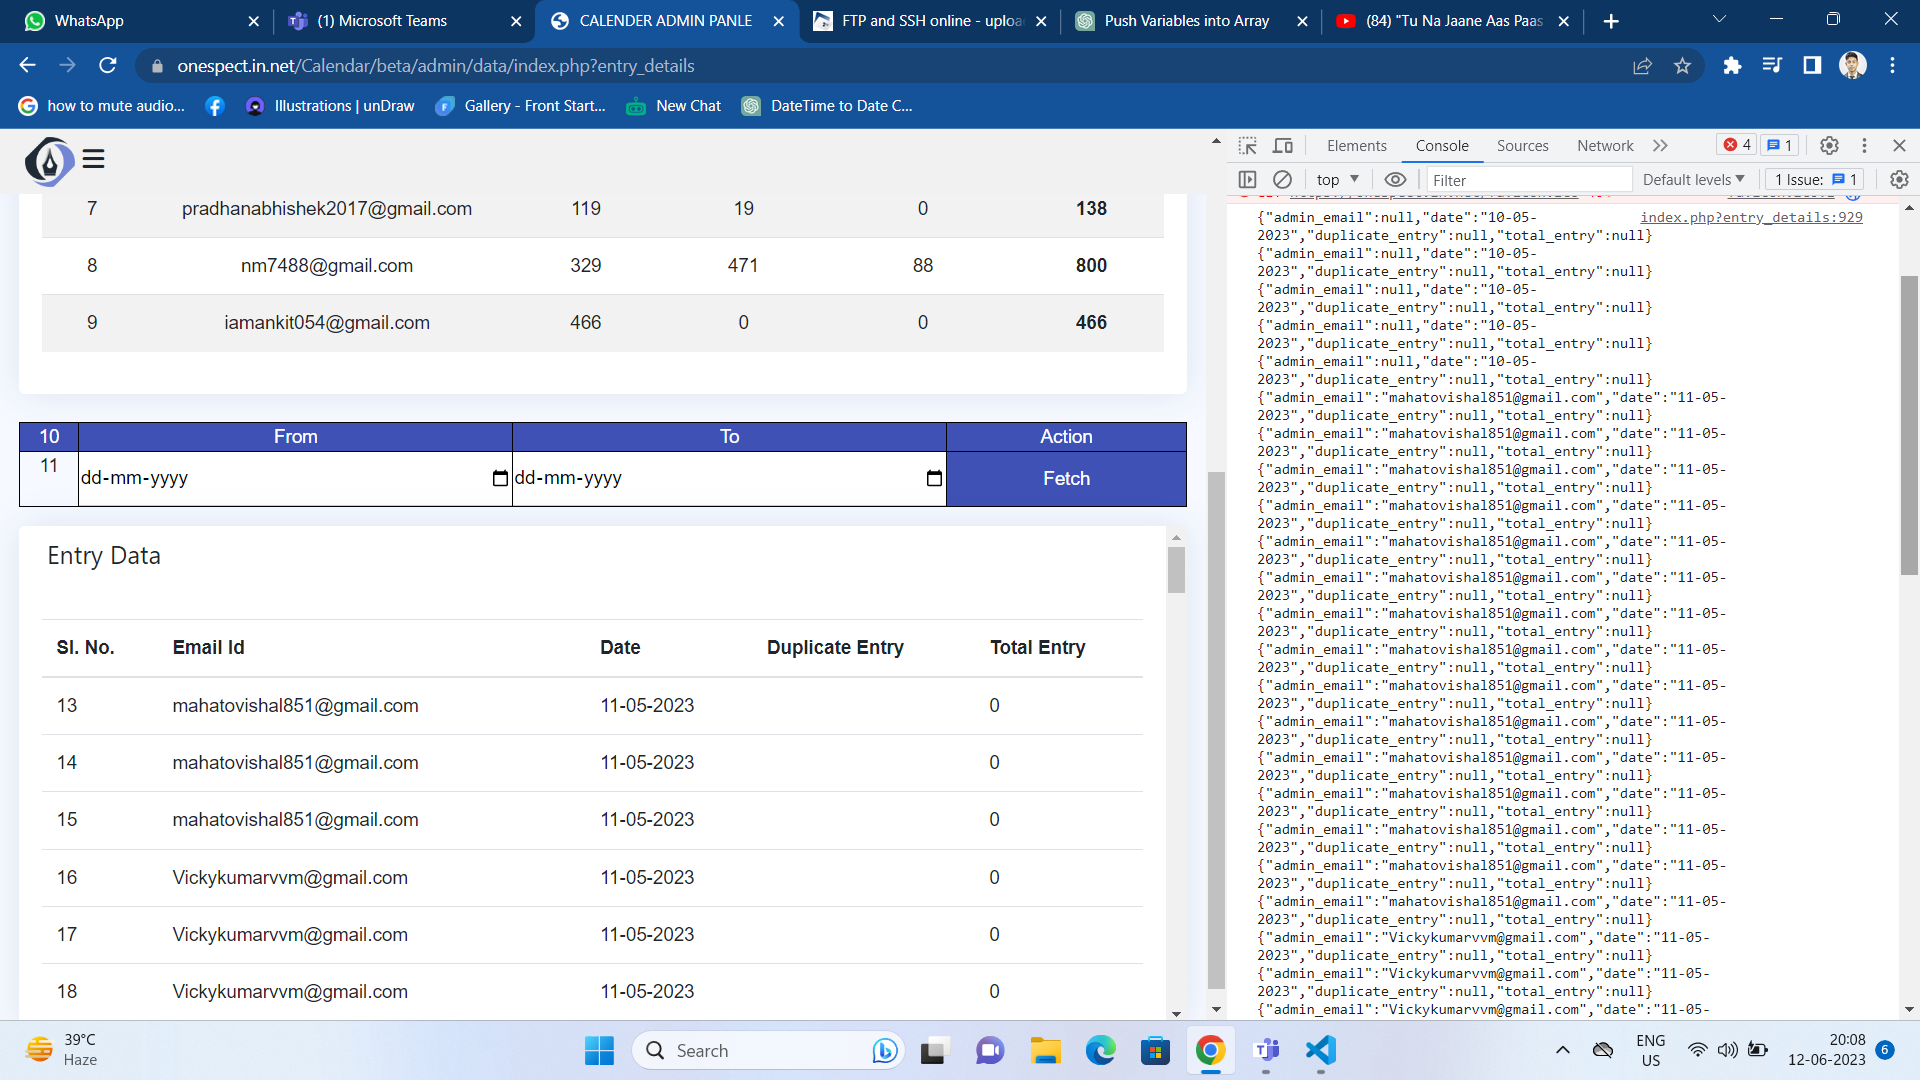 WhatsApp
(1) Microsoft Teams
CALENDER ADMIN PANLE
FTP and SSH online - uploa
Push Variables into Array
(84) "Tu Na Jaane Aas Paas
onespect.in.net/Calendar/beta/admin/data/index.php?entry_details
how to mute audio...
Illustrations | unDraw
Gallery - Front Start...
New Chat
DateTime to Date C...
7 pradhanabhishek2017@gmail.com 119 19 0 138
8 nm7488@gmail.com 329 471 88 800
9 iamankit054@gmail.com 466 0 0 466
10 From To Action
11 dd-mm-yyyy dd-mm-yyyy Fetch
Entry Data
Sl. No. Email Id Date Duplicate Entry Total Entry
13 mahatovishal851@gmail.com 11-05-2023 0
14 mahatovishal851@gmail.com 11-05-2023 0
15 mahatovishal851@gmail.com 11-05-2023 0
16 Vickykumarvvm@gmail.com 11-05-2023 0
17 Vickykumarvvm@gmail.com 11-05-2023 0
18 Vickykumarvvm@gmail.com 11-05-2023 0
Elements Console Sources Network 4 1
top Filter Default levels 1 Issue: 1
{"admin_email":null,"date":"10-05- index.php?entry_details:929
2023","duplicate_entry":null,"total_entry":null}
{"admin_email":null,"date":"10-05-
2023","duplicate_entry":null,"total_entry":null}
{"admin_email":null,"date":"10-05-
2023","duplicate_entry":null,"total_entry":null}
{"admin_email":null,"date":"10-05-
2023","duplicate_entry":null,"total_entry":null}
{"admin_email":null,"date":"10-05-
2023","duplicate_entry":null,"total_entry":null}
{"admin_email":"mahatovishal851@gmail.com","date":"11-05-
2023","duplicate_entry":null,"total_entry":null}
{"admin_email":"mahatovishal851@gmail.com","date":"11-05-
2023","duplicate_entry":null,"total_entry":null}
{"admin_email":"mahatovishal851@gmail.com","date":"11-05-
2023","duplicate_entry":null,"total_entry":null}
{"admin_email":"mahatovishal851@gmail.com","date":"11-05-
2023","duplicate_entry":null,"total_entry":null}
{"admin_email":"mahatovishal851@gmail.com","date":"11-05-
2023","duplicate_entry":null,"total_entry":null}
{"admin_email":"mahatovishal851@gmail.com","date":"11-05-
2023","duplicate_entry":null,"total_entry":null}
{"admin_email":"mahatovishal851@gmail.com","date":"11-05-
2023","duplicate_entry":null,"total_entry":null}
{"admin_email":"mahatovishal851@gmail.com","date":"11-05-
2023","duplicate_entry":null,"total_entry":null}
{"admin_email":"mahatovishal851@gmail.com","date":"11-05-
2023","duplicate_entry":null,"total_entry":null}
{"admin_email":"mahatovishal851@gmail.com","date":"11-05-
2023","duplicate_entry":null,"total_entry":null}
{"admin_email":"mahatovishal851@gmail.com","date":"11-05-
2023","duplicate_entry":null,"total_entry":null}
{"admin_email":"mahatovishal851@gmail.com","date":"11-05-
2023","duplicate_entry":null,"total_entry":null}
{"admin_email":"mahatovishal851@gmail.com","date":"11-05-
2023","duplicate_entry":null,"total_entry":null}
{"admin_email":"mahatovishal851@gmail.com","date":"11-05-
2023","duplicate_entry":null,"total_entry":null}
{"admin_email":"mahatovishal851@gmail.com","date":"11-05-
2023","duplicate_entry":null,"total_entry":null}
{"admin_email":"Vickykumarvvm@gmail.com","date":"11-05-
2023","duplicate_entry":null,"total_entry":null}
{"admin_email":"Vickykumarvvm@gmail.com","date":"11-05-
2023","duplicate_entry":null,"total_entry":null}
{"admin_email":"Vickykumarvvm@gmail.com","date":"11-05-
39°C
Haze
Search
ENG
US
20:08
12-06-2023
6